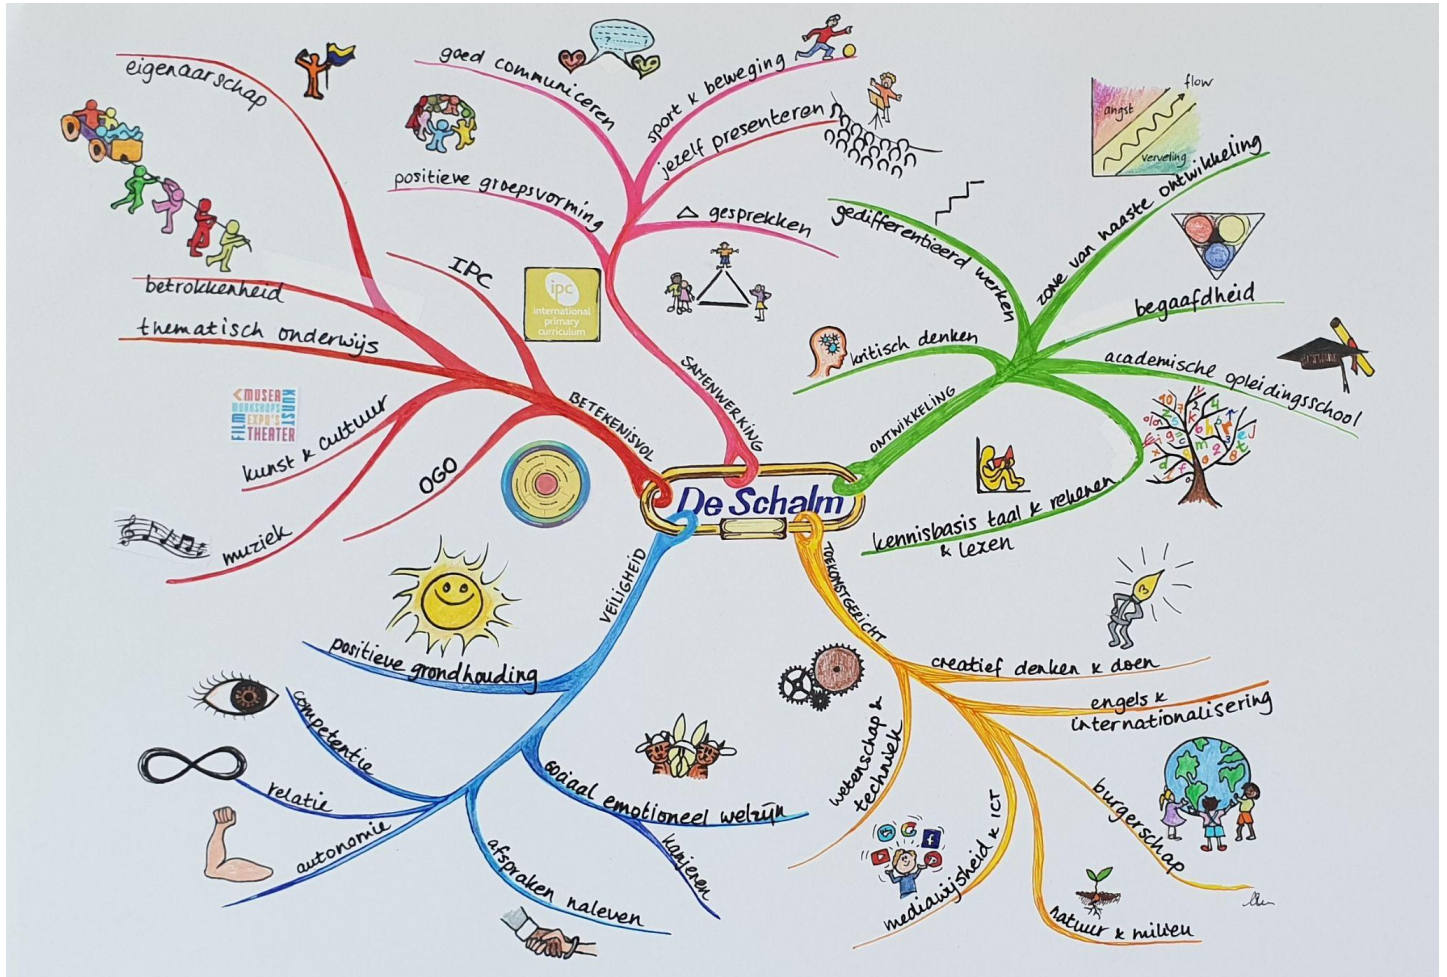 De Schalm
BETEKENISVOL
eigenaarschap
betrokkenheid
thematisch onderwijs
IPC
ipc
international
primary
curriculum
kunst & cultuur
MUSEA
WORKSHOPS
EXPO'S
THEATER
FILM
KUNST
muziek
OGO
SAMENWERKING
goed communiceren
?
positieve groepsvorming
sport & beweging
jezelf presenteren
△ gesprekken
ONTWIKKELING
gedifferentieerd werken
kritisch denken
zone van naaste ontwikkeling
angst
flow
verveling
begaafdheid
academische opleidingsschool
kennisbasis taal & rekenen
& lezen
TOEKOMSTGERICHT
creatief denken & doen
engels &
internationalisering
burgerschap
natuur & milieu
mediawijsheid & ICT
wetenschap &
techniek
VEILIGHEID
positieve grondhouding
competentie
relatie
autonomie
afspraken naleven
sociaal emotioneel welzijn
kanjeren